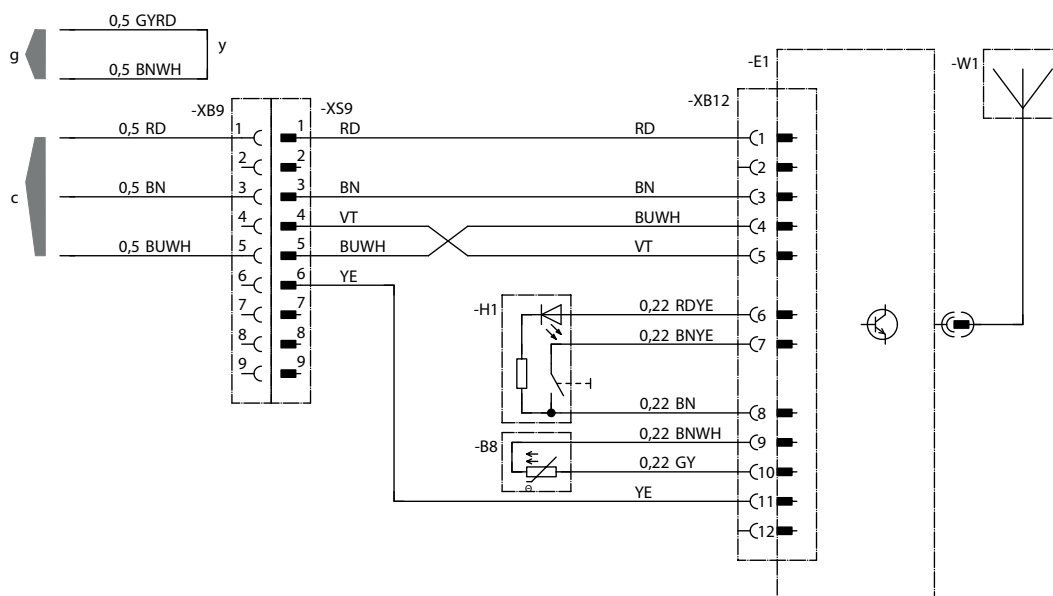 0,5 GYRD
g
y
0,5 BNWH
-E1
-W1
-XB9
-XS9
-XB12
0,5 RD
1
1
RD
RD
1
2
2
2
c
0,5 BN
3
3
BN
BN
3
4
4
VT
BUWH
4
0,5 BUWH
5
5
BUWH
VT
5
6
6
YE
7
7
-H1
0,22 RDYE
6
8
8
0,22 BNYE
7
9
9
0,22 BN
8
-B8
0,22 BNWH
9
0,22 GY
10
Θ
YE
11
12